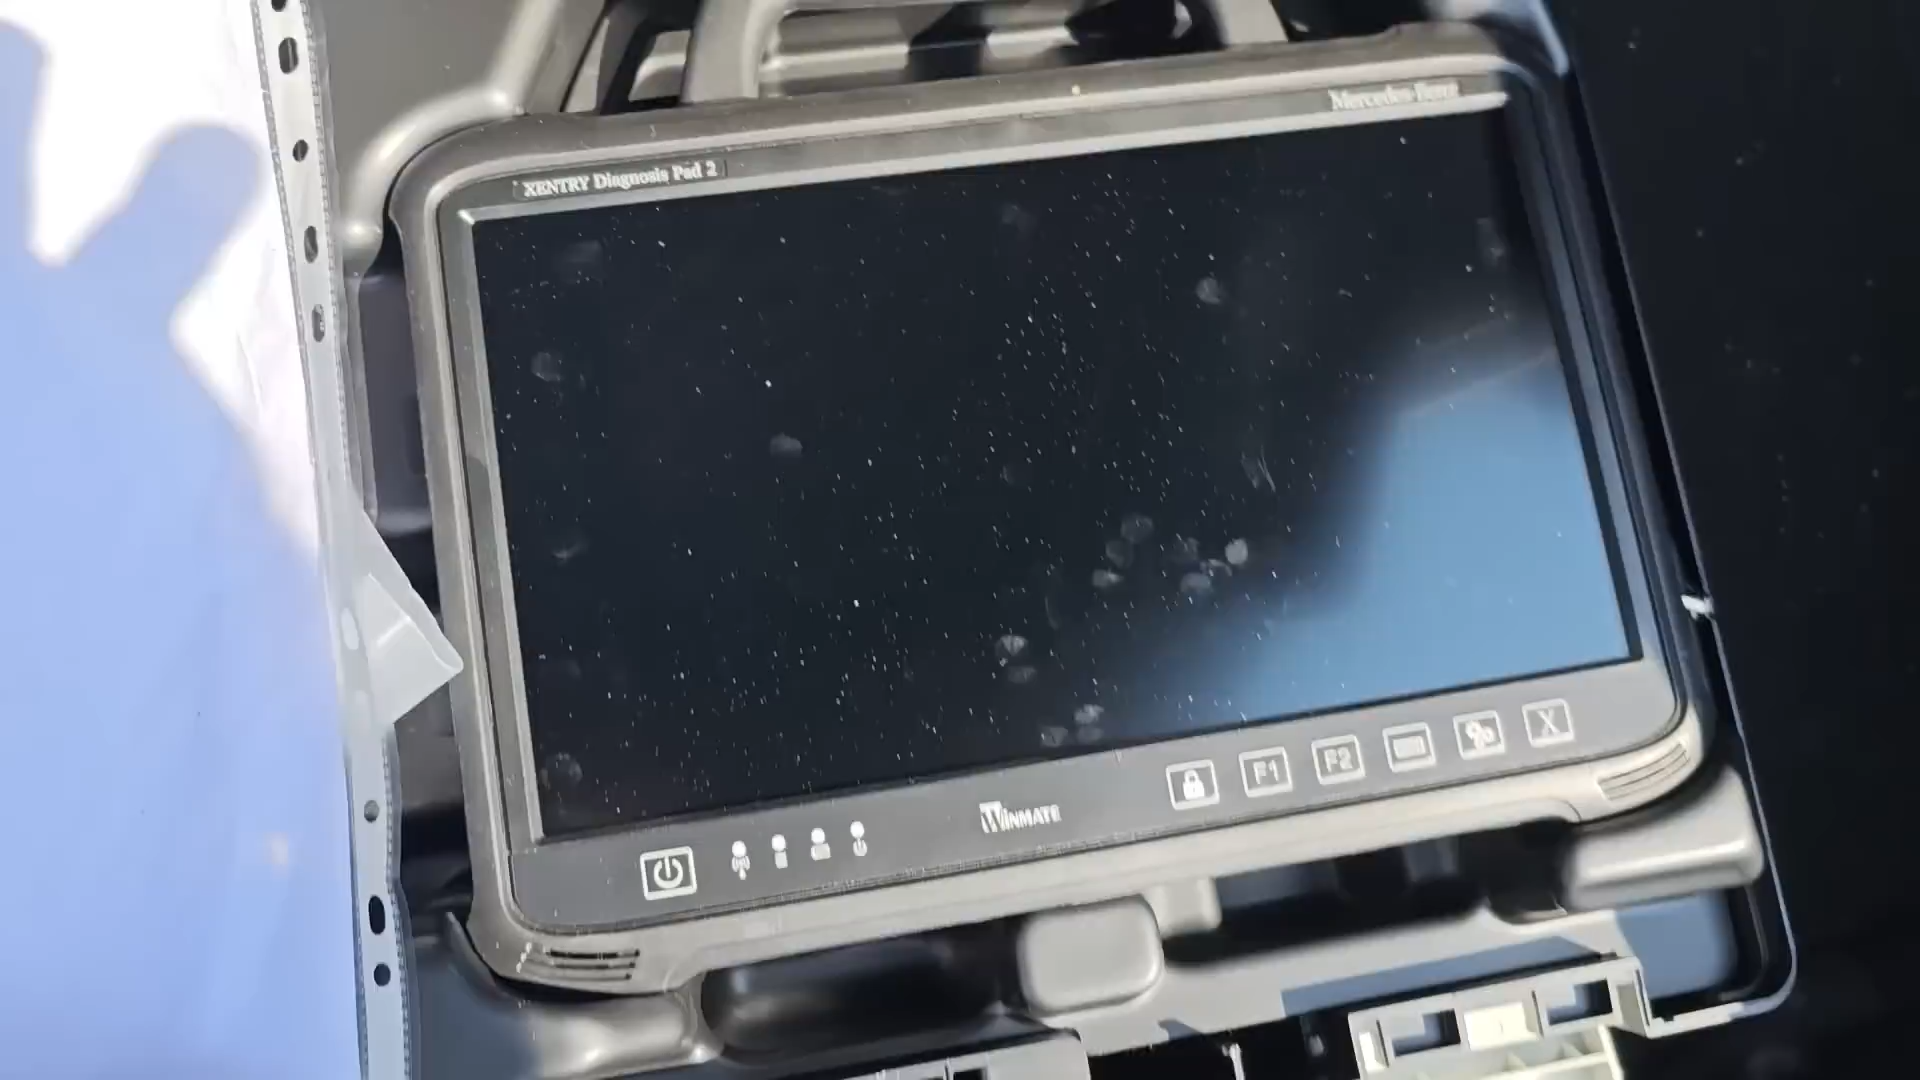 Mercedes-Benz
XENTRY Diagnosis Pad 2
F1
F2
X
WINMATE